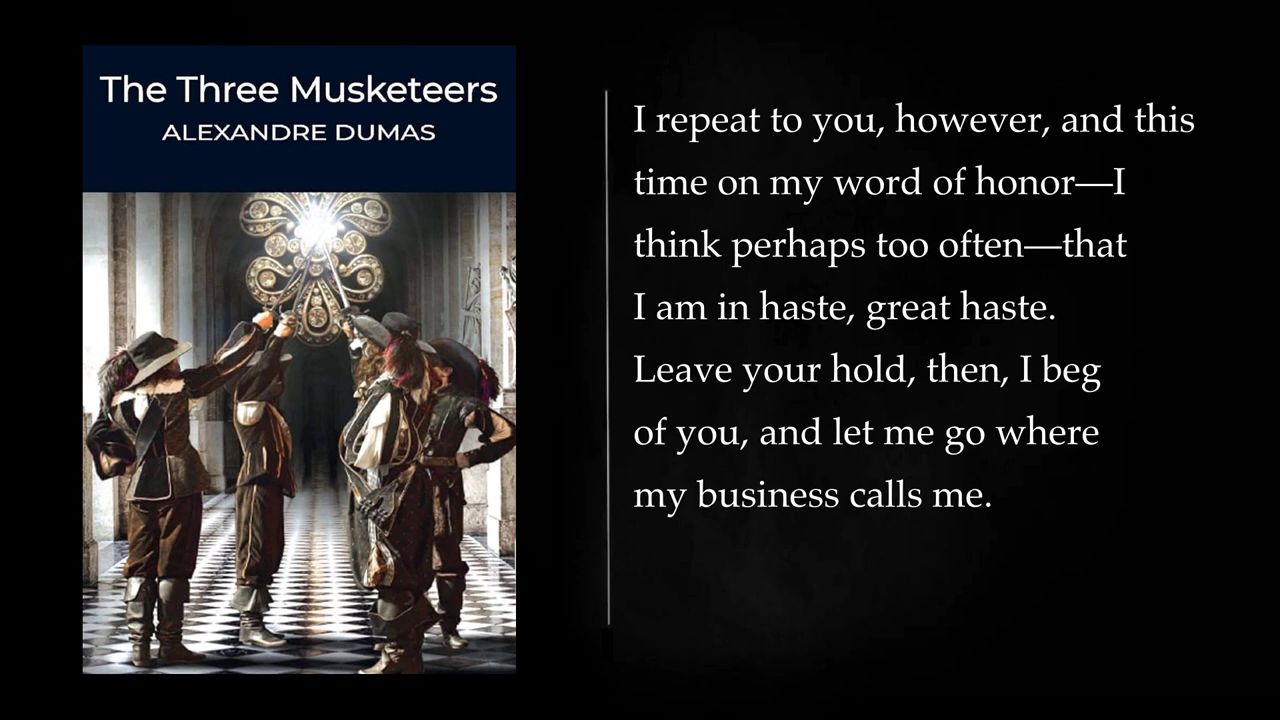 The Three Musketeers
ALEXANDRE DUMAS
I repeat to you, however, and this
time on my word of honor—I
think perhaps too often—that
I am in haste, great haste.
Leave your hold, then, I beg
of you, and let me go where
my business calls me.